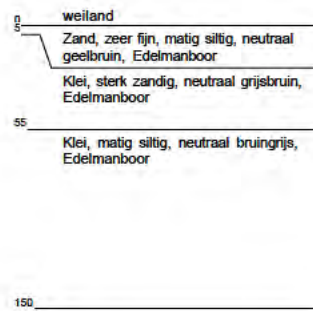 0 weiland
5
Zand, zeer fijn, matig siltig, neutraal
geelbruin, Edelmanboor
Klei, sterk zandig, neutraal grijsbruin,
Edelmanboor
55
Klei, matig siltig, neutraal bruingrijs,
Edelmanboor
150